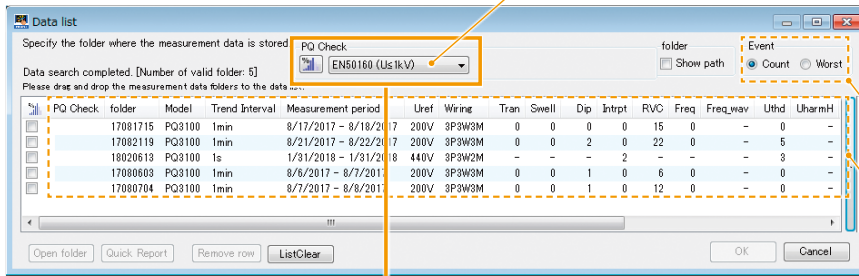 Data list
Specify the folder where the measurement data is stored
PQ Check
EN50160 (U≤1kV)
folder
Show path
Event
Count Worst
Data search completed. [Number of valid folder: 5]
Please drag and drop the measurement data folders to the data list.
PQ Check folder Model Trend Interval Measurement period Uref Wiring Tran Swell Dip Intrpt RVC Freq Freq_wav Uthd UharmH
17081715 PQ3100 1min 8/17/2017 - 8/18/2017 200V 3P3W3M 0 0 0 0 15 0 - 0 -
17082119 PQ3100 1min 8/21/2017 - 8/22/2017 200V 3P3W3M 0 0 2 0 22 0 - 5 -
18020613 PQ3100 1s 1/31/2018 - 1/31/2018 440V 3P3W2M - - - 2 - - - 3 -
17080603 PQ3100 1min 8/6/2017 - 8/7/2017 200V 3P3W3M 0 0 1 0 6 0 - 0 -
17080704 PQ3100 1min 8/7/2017 - 8/8/2017 200V 3P3W3M 0 0 1 0 12 0 - 0 -
Open folder Quick Report Remove row ListClear OK Cancel